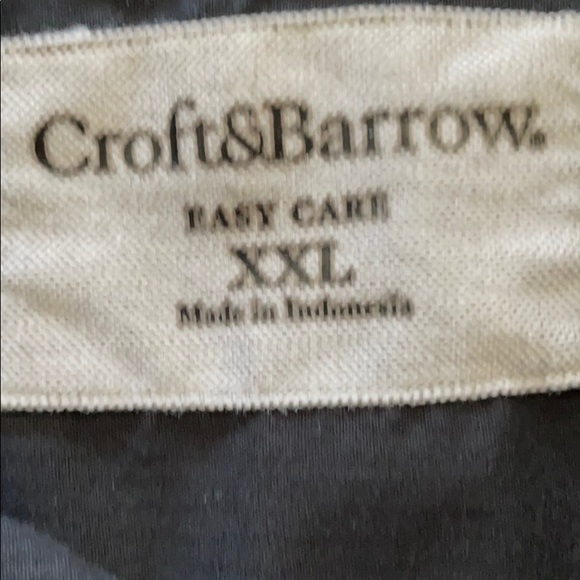 Croft&Barrow®
EASY CARE
XXL
Made in Indonesia